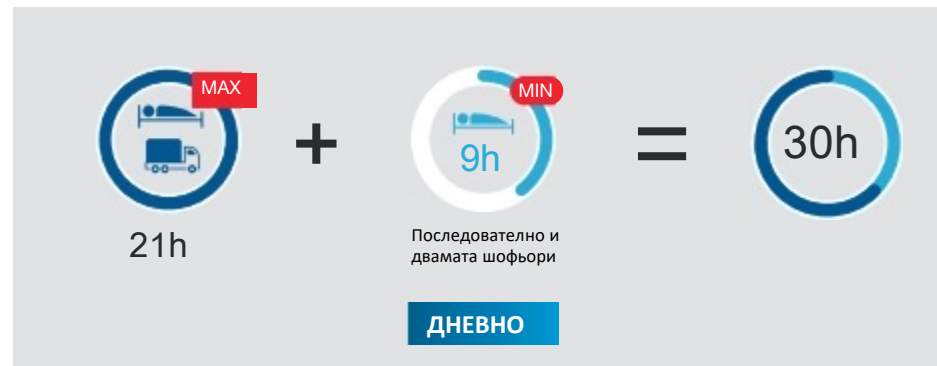 MAX
+
MIN
9h
=
30h
21h
Последователно и
двамата шофьори
ДНЕВНО